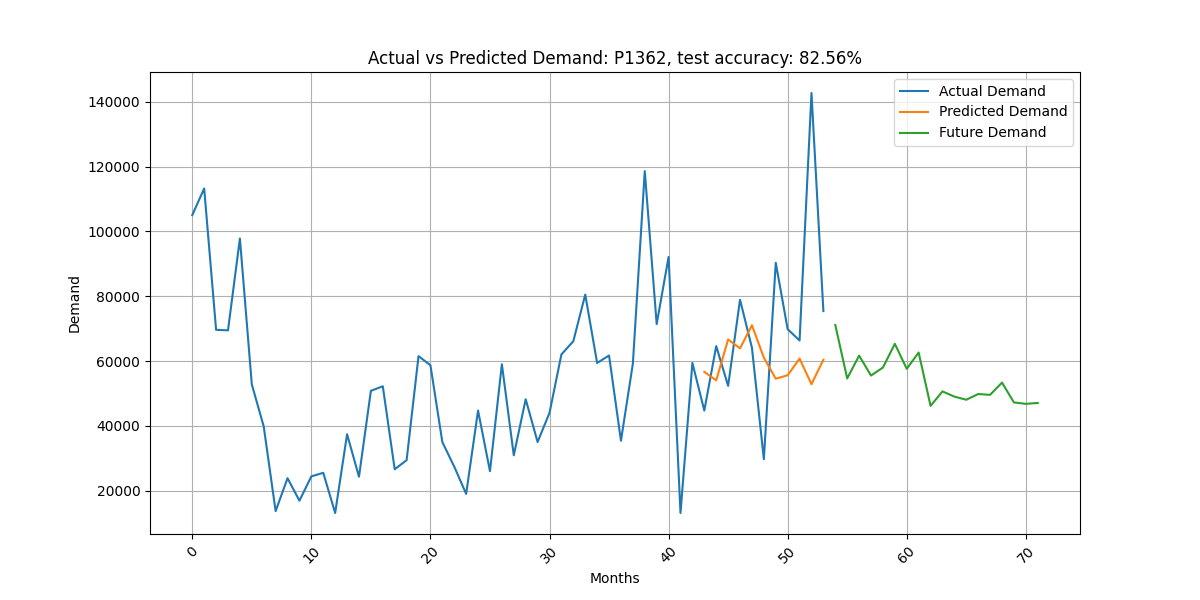 Actual vs Predicted Demand: P1362, test accuracy: 82.56%
Actual Demand
Predicted Demand
Future Demand
140000
120000
100000
80000
60000
40000
20000
Demand
0
10
20
30
40
50
60
70
Months